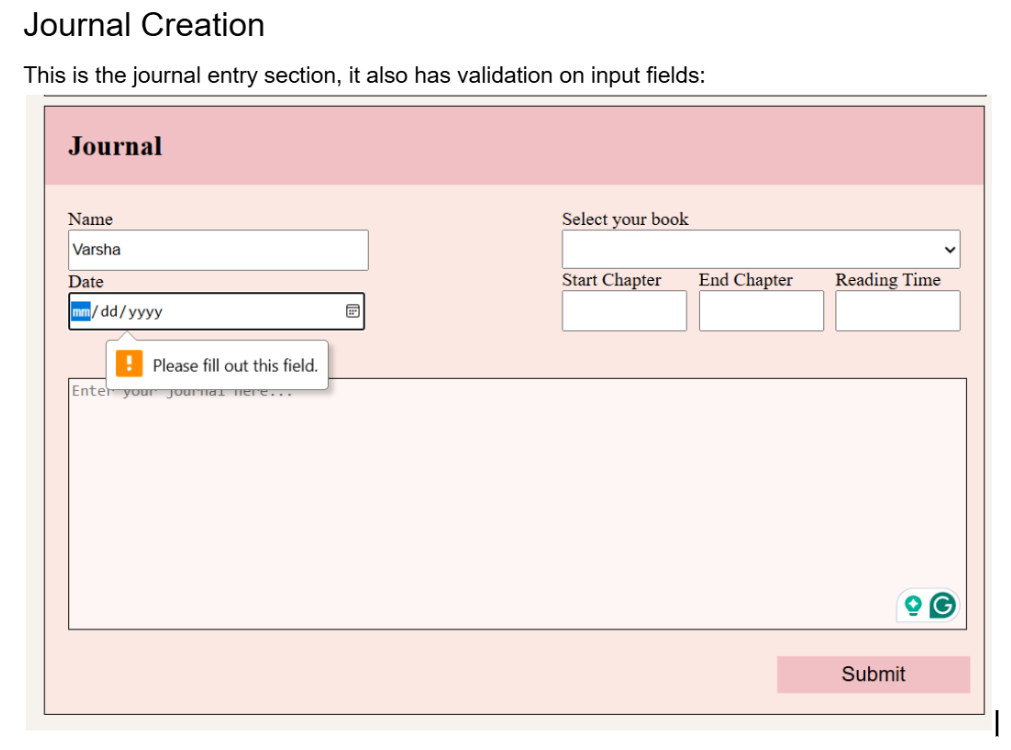 Journal Creation
This is the journal entry section, it also has validation on input fields:
Journal
Name
Varsha
Date
mm/dd/yyyy
Please fill out this field.
Select your book
Start Chapter End Chapter Reading Time
Enter your journal here...
Submit